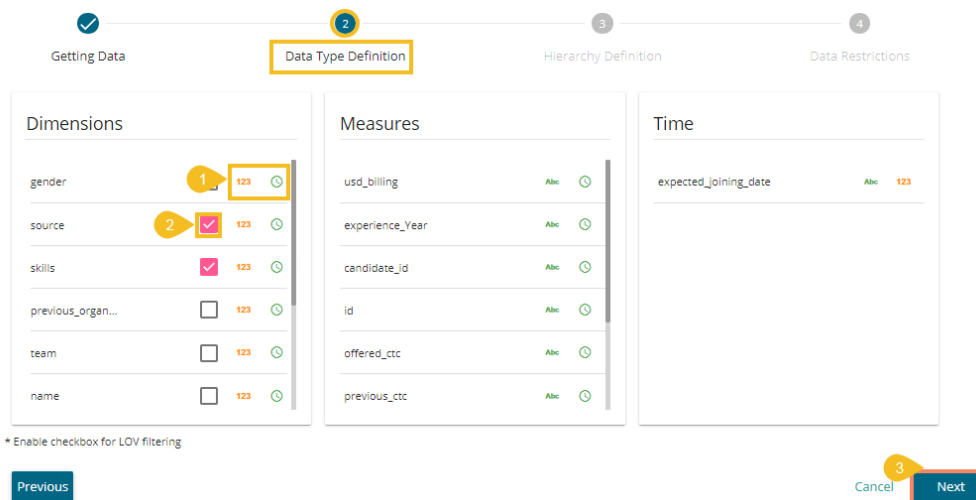 2 3 4
Getting Data Data Type Definition Hierarchy Definition Data Restrictions
Dimensions
gender 1 123
source 2 123
skills 123
previous_organ... 123
team 123
name 123
Measures
usd_billing Abc
experience_Year Abc
candidate_id Abc
id Abc
offered_ctc Abc
previous_ctc Abc
Time
expected_joining_date Abc 123
* Enable checkbox for LOV filtering
3
Previous Cancel Next